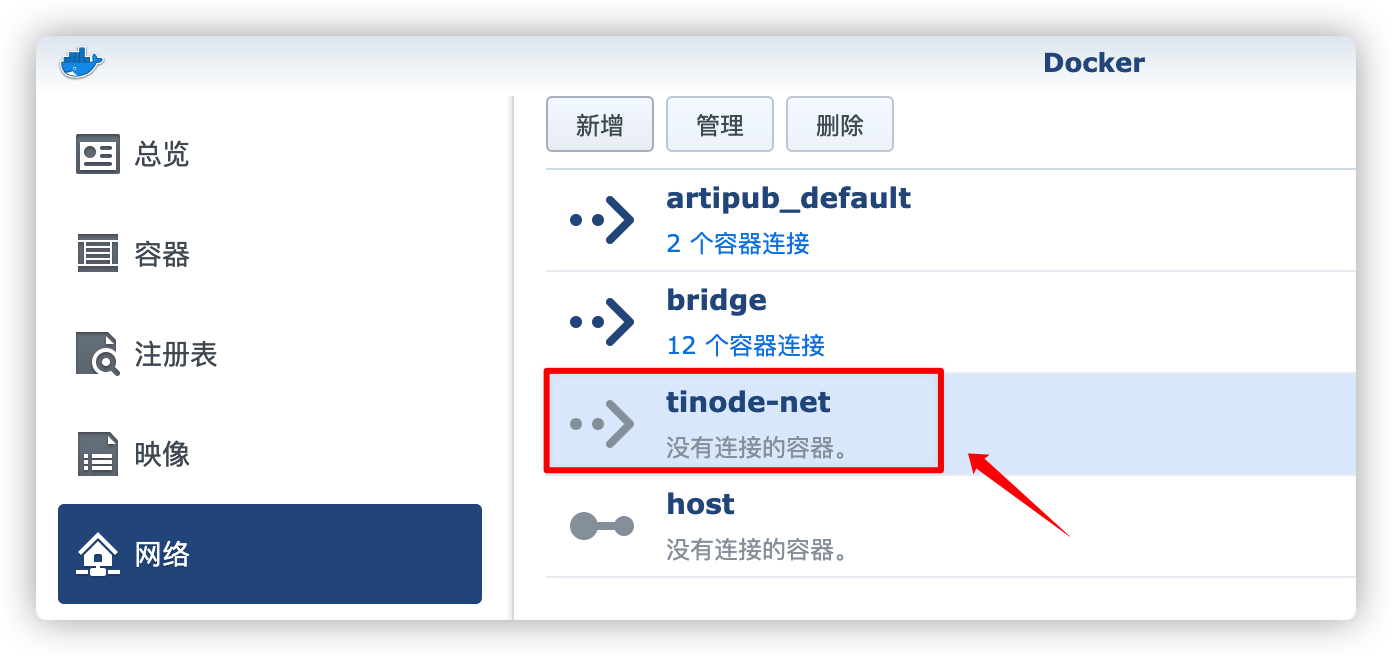 Docker
总览
容器
注册表
映像
网络
新增
管理
删除
artipub_default
2 个容器连接
bridge
12 个容器连接
tinode-net
没有连接的容器。
host
没有连接的容器。